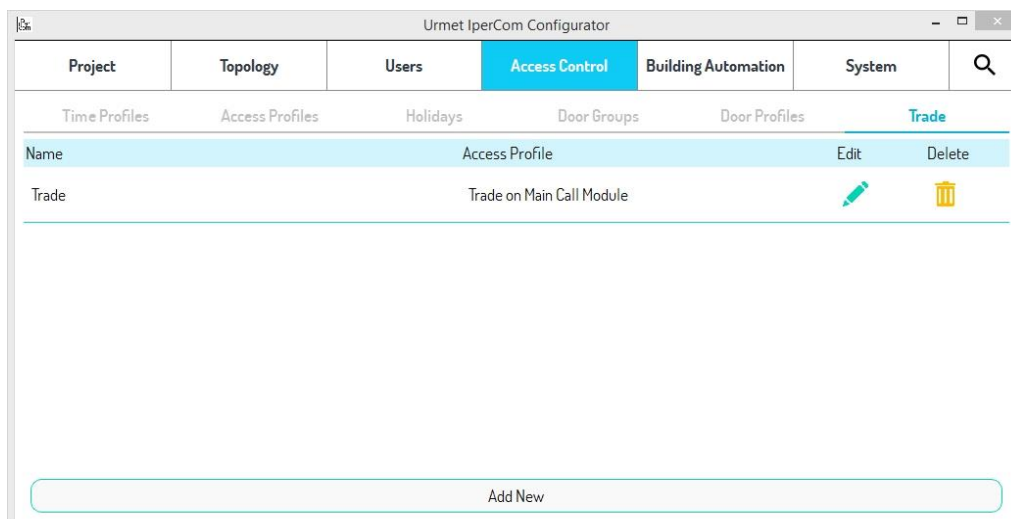 Urmet IperCom Configurator
Project Topology Users Access Control Building Automation System
Time Profiles Access Profiles Holidays Door Groups Door Profiles Trade
Name Access Profile Edit Delete
Trade Trade on Main Call Module
Add New